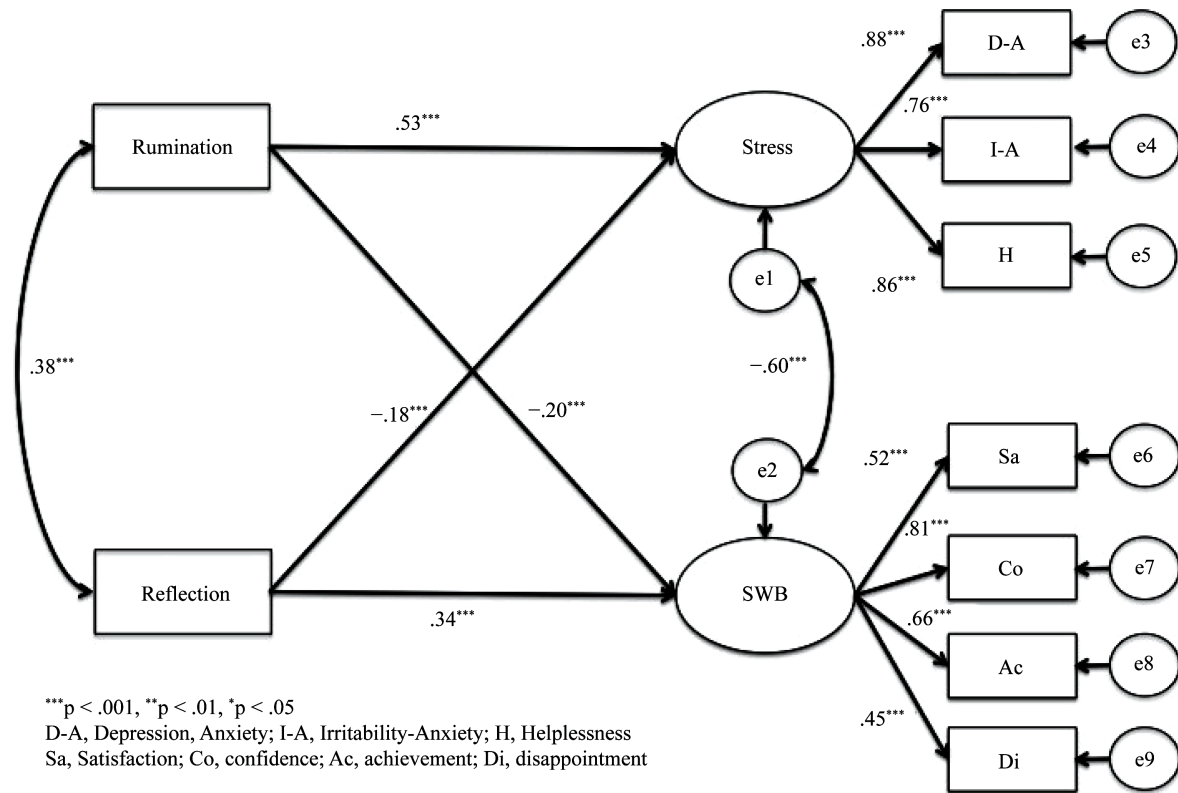 .88***
D-A
e3
.53***
.76***
Rumination
Stress
I-A
e4
H
e5
e1
.86***
.38***
−.60***
−.18***
−.20***
.52***
Sa
e6
e2
.81***
Co
e7
Reflection
SWB
.34***
.66***
Ac
e8
.45***
Di
e9
***p < .001, **p < .01, *p < .05
D-A, Depression, Anxiety; I-A, Irritability-Anxiety; H, Helplessness
Sa, Satisfaction; Co, confidence; Ac, achievement; Di, disappointment